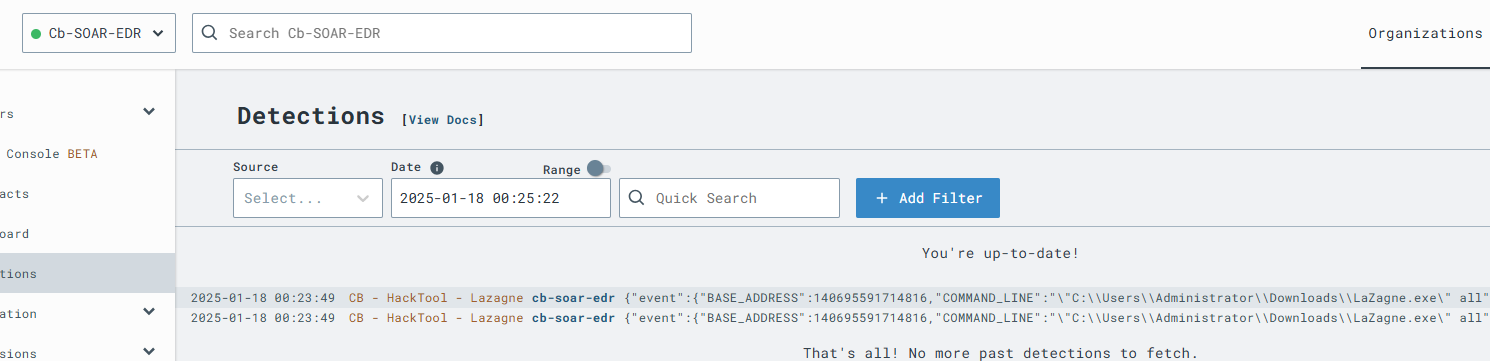 Cb-SOAR-EDR
Search Cb-SOAR-EDR
Organizations
rs
Console BETA
acts
oard
tions
ation
sions
Detections [View Docs]
Source
Date
Range
Select...
2025-01-18 00:25:22
Quick Search
+ Add Filter
You're up-to-date!
2025-01-18 00:23:49 CB - HackTool - Lazagne cb-soar-edr {"event":{"BASE_ADDRESS":140695591714816,"COMMAND_LINE":"\"C:\\Users\\Administrator\\Downloads\\LaZagne.exe\" all"
2025-01-18 00:23:49 CB - HackTool - Lazagne cb-soar-edr {"event":{"BASE_ADDRESS":140695591714816,"COMMAND_LINE":"\"C:\\Users\\Administrator\\Downloads\\LaZagne.exe\" all"
That's all! No more past detections to fetch.